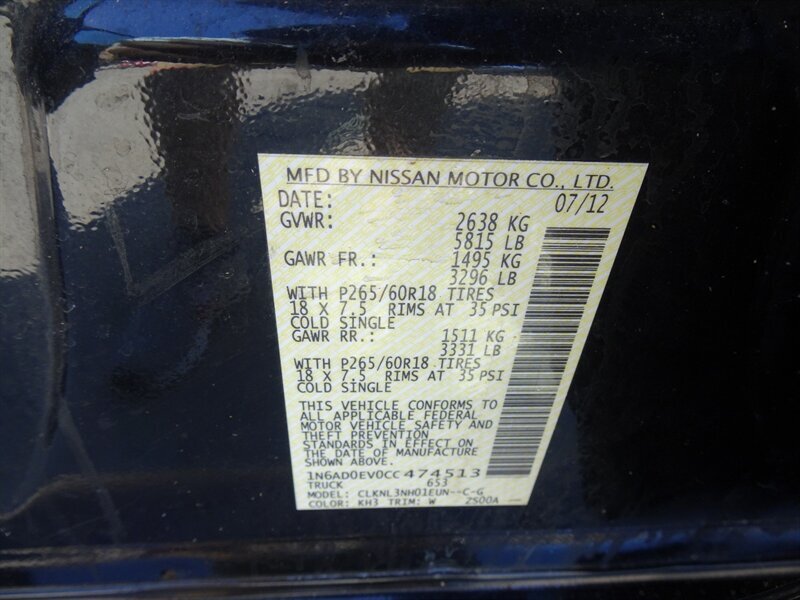 MFD BY NISSAN MOTOR CO., LTD.
DATE: 07/12
GVWR: 2638 KG
5815 LB
GAWR FR.: 1495 KG
3296 LB
WITH P265/60R18 TIRES
18 X 7.5 RIMS AT 35 PSI
COLD SINGLE
GAWR RR.: 1511 KG
3331 LB
WITH P265/60R18 TIRES
18 X 7.5 RIMS AT 35 PSI
COLD SINGLE
THIS VEHICLE CONFORMS TO
ALL APPLICABLE FEDERAL
MOTOR VEHICLE SAFETY AND
THEFT PREVENTION
STANDARDS IN EFFECT ON
THE DATE OF MANUFACTURE
SHOWN ABOVE.
1N6AD0EV0CC474513
TRUCK 653
MODEL: CLKNL3NH01EUN--C-G
COLOR: KH3 TRIM: W ZS00A